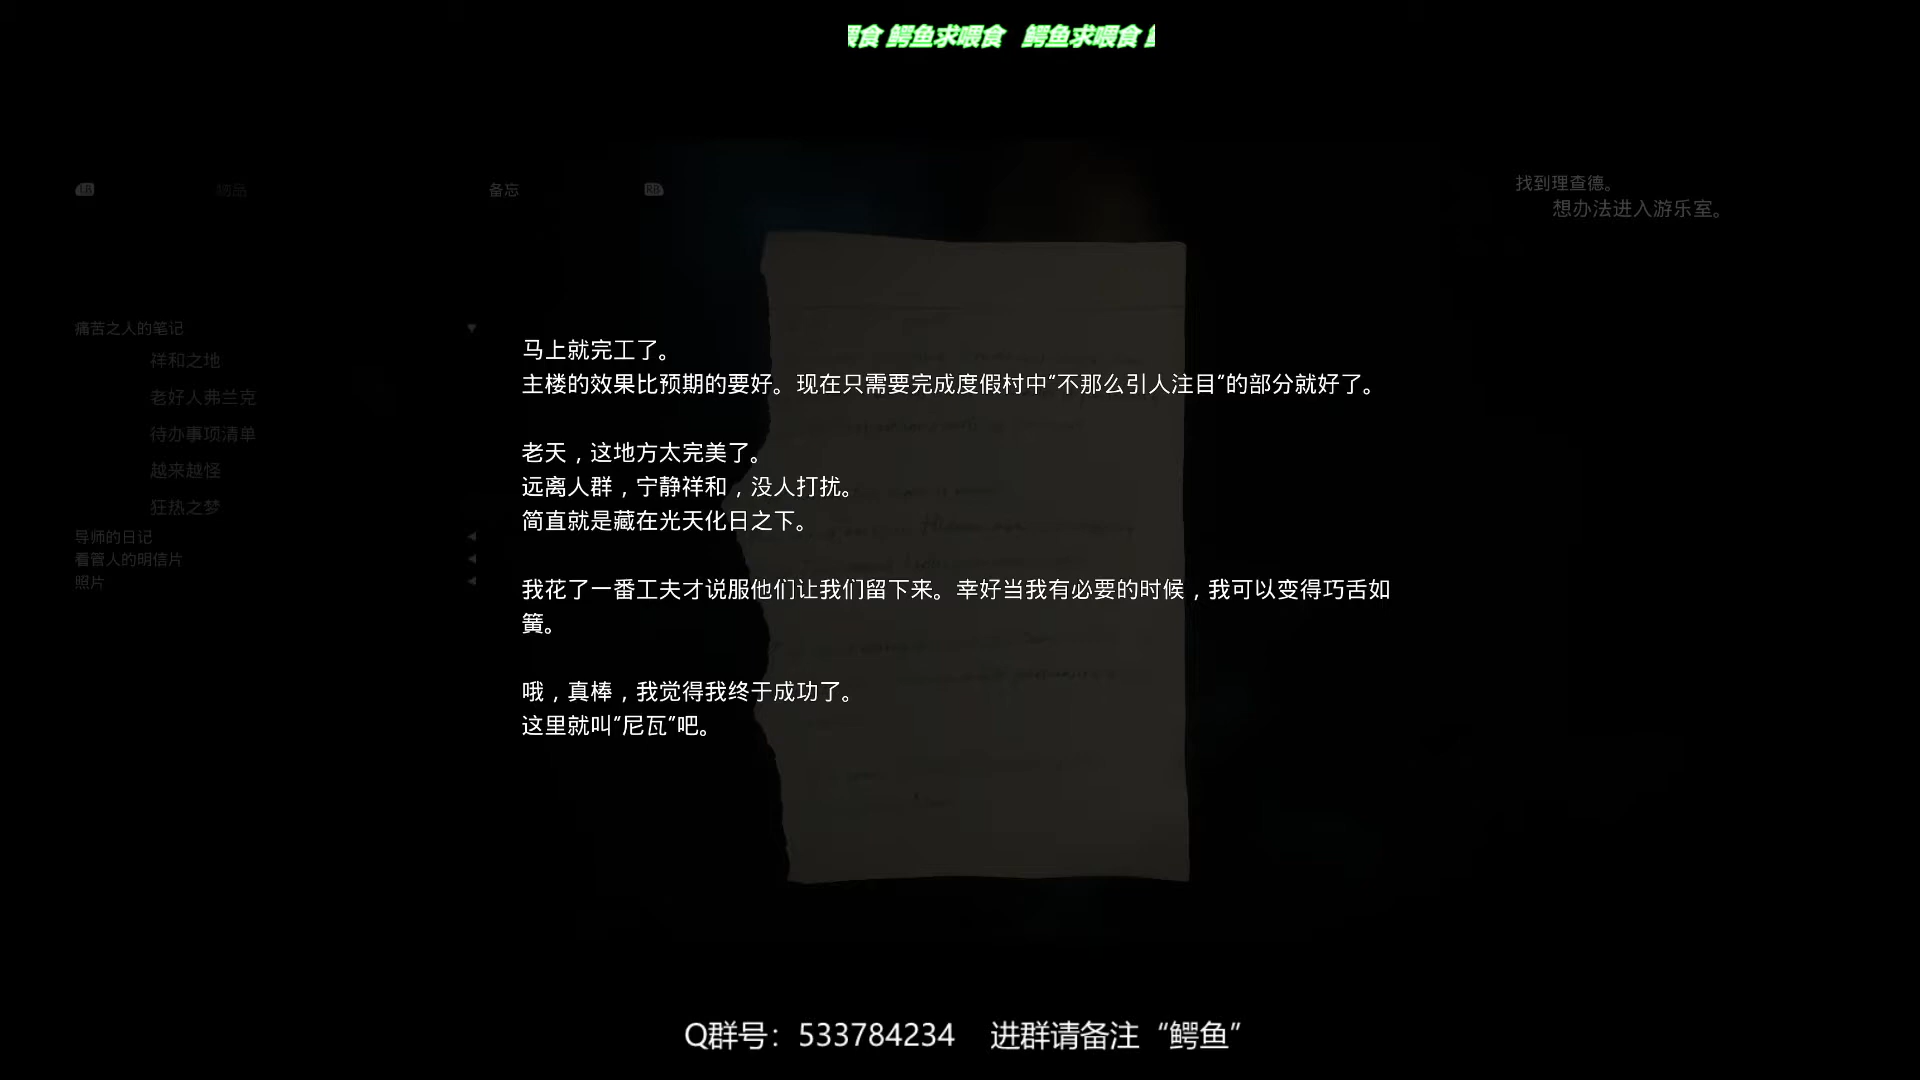 喂食 鳄鱼求喂食 鳄鱼求喂食
LB 物品 备忘 RB
找到理查德。
想办法进入游乐室。
痛苦之人的笔记
祥和之地
老好人弗兰克
待办事项清单
越来越怪
狂热之梦
导师的日记
看管人的明信片
照片
马上就完工了。
主楼的效果比预期的要好。现在只需要完成度假村中"不那么引人注目"的部分就好了。
老天，这地方太完美了。
远离人群，宁静祥和，没人打扰。
简直就是藏在光天化日之下。
我花了一番工夫才说服他们让我们留下来。幸好当我有必要的时候，我可以变得巧舌如
簧。
哦，真棒，我觉得我终于成功了。
这里就叫"尼瓦"吧。
Q群号：533784234 进群请备注“鳄鱼”